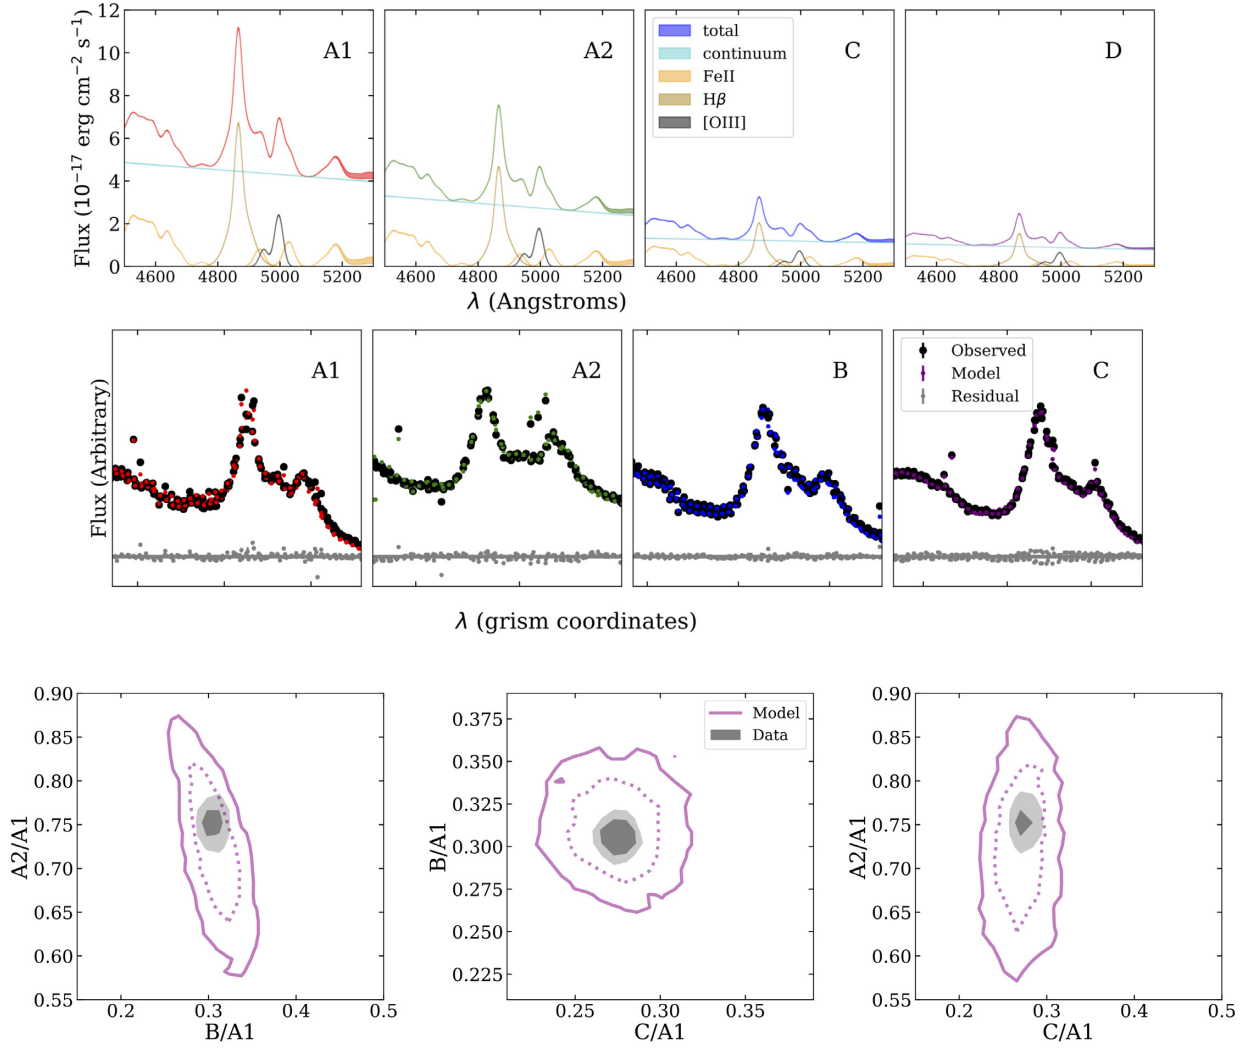 12
10
8
6
4
2
0
Flux (10⁻¹⁷ erg cm⁻² s⁻¹)
A1
A2
C
D
total
continuum
FeII
Hβ
[OIII]
4600 4800 5000 5200
4600 4800 5000 5200
4600 4800 5000 5200
4600 4800 5000 5200
λ (Angstroms)
Flux (Arbitrary)
A1
A2
B
C
Observed
Model
Residual
λ (grism coordinates)
0.90
0.85
0.80
0.75
0.70
0.65
0.60
0.55
A2/A1
0.2 0.3 0.4 0.5
B/A1
0.375
0.350
0.325
0.300
0.275
0.250
0.225
B/A1
Model
Data
0.25 0.30 0.35
C/A1
0.90
0.85
0.80
0.75
0.70
0.65
0.60
0.55
A2/A1
0.2 0.3 0.4 0.5
C/A1